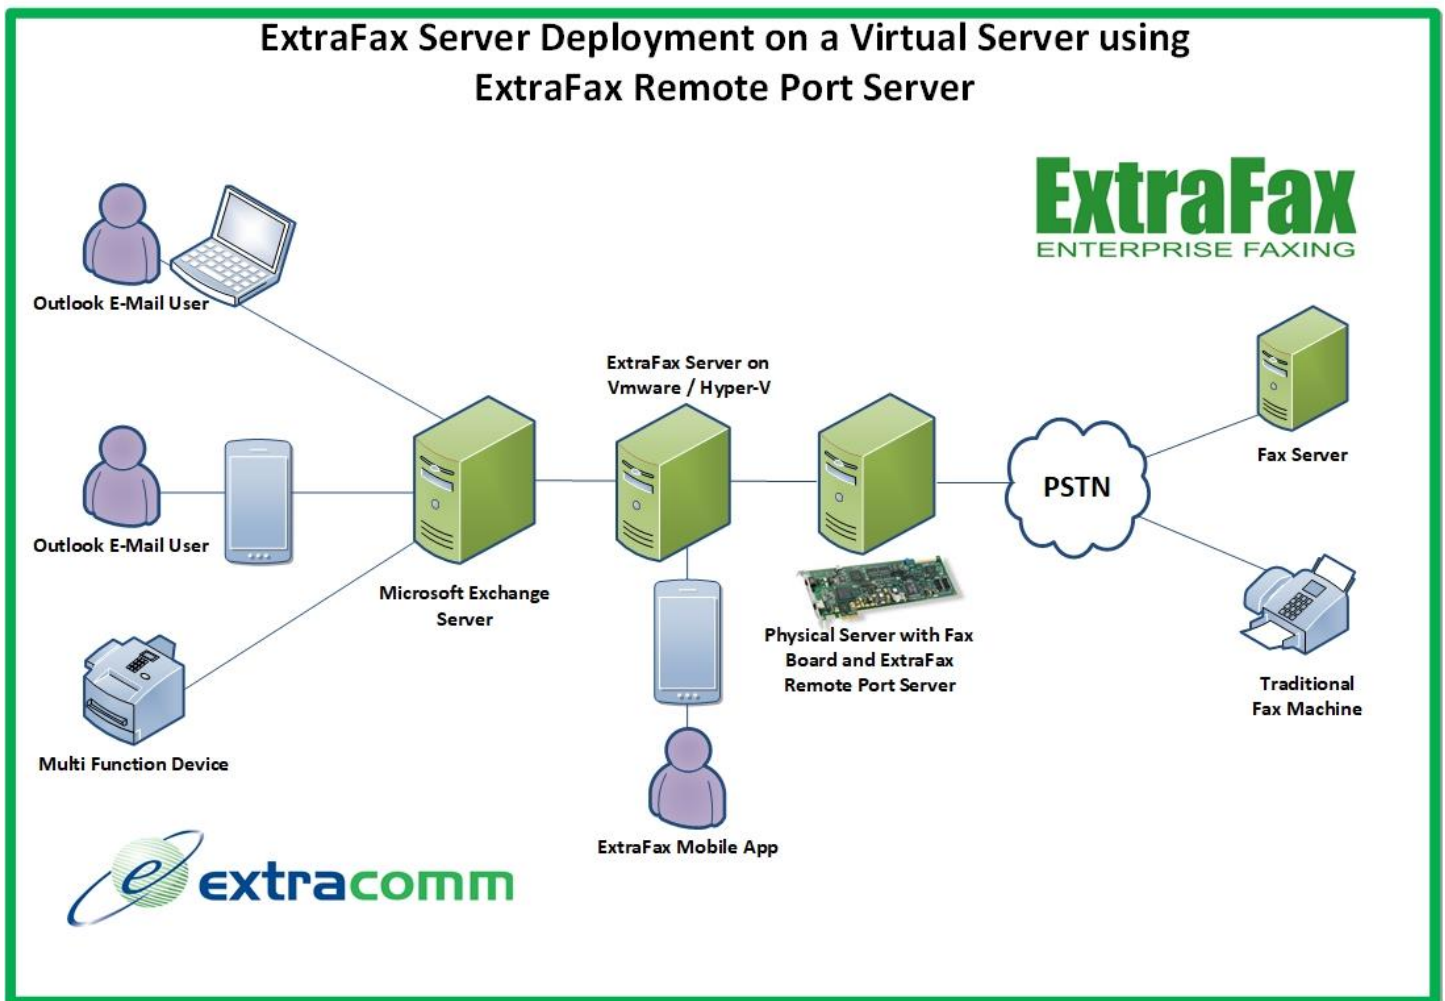 ExtraFax Server Deployment on a Virtual Server using
ExtraFax Remote Port Server
ExtraFax
ENTERPRISE FAXING
Outlook E-Mail User
ExtraFax Server on
Vmware / Hyper-V
Fax Server
PSTN
Outlook E-Mail User
Microsoft Exchange
Server
Physical Server with Fax
Board and ExtraFax
Remote Port Server
Traditional
Fax Machine
Multi Function Device
ExtraFax Mobile App
e
extracomm